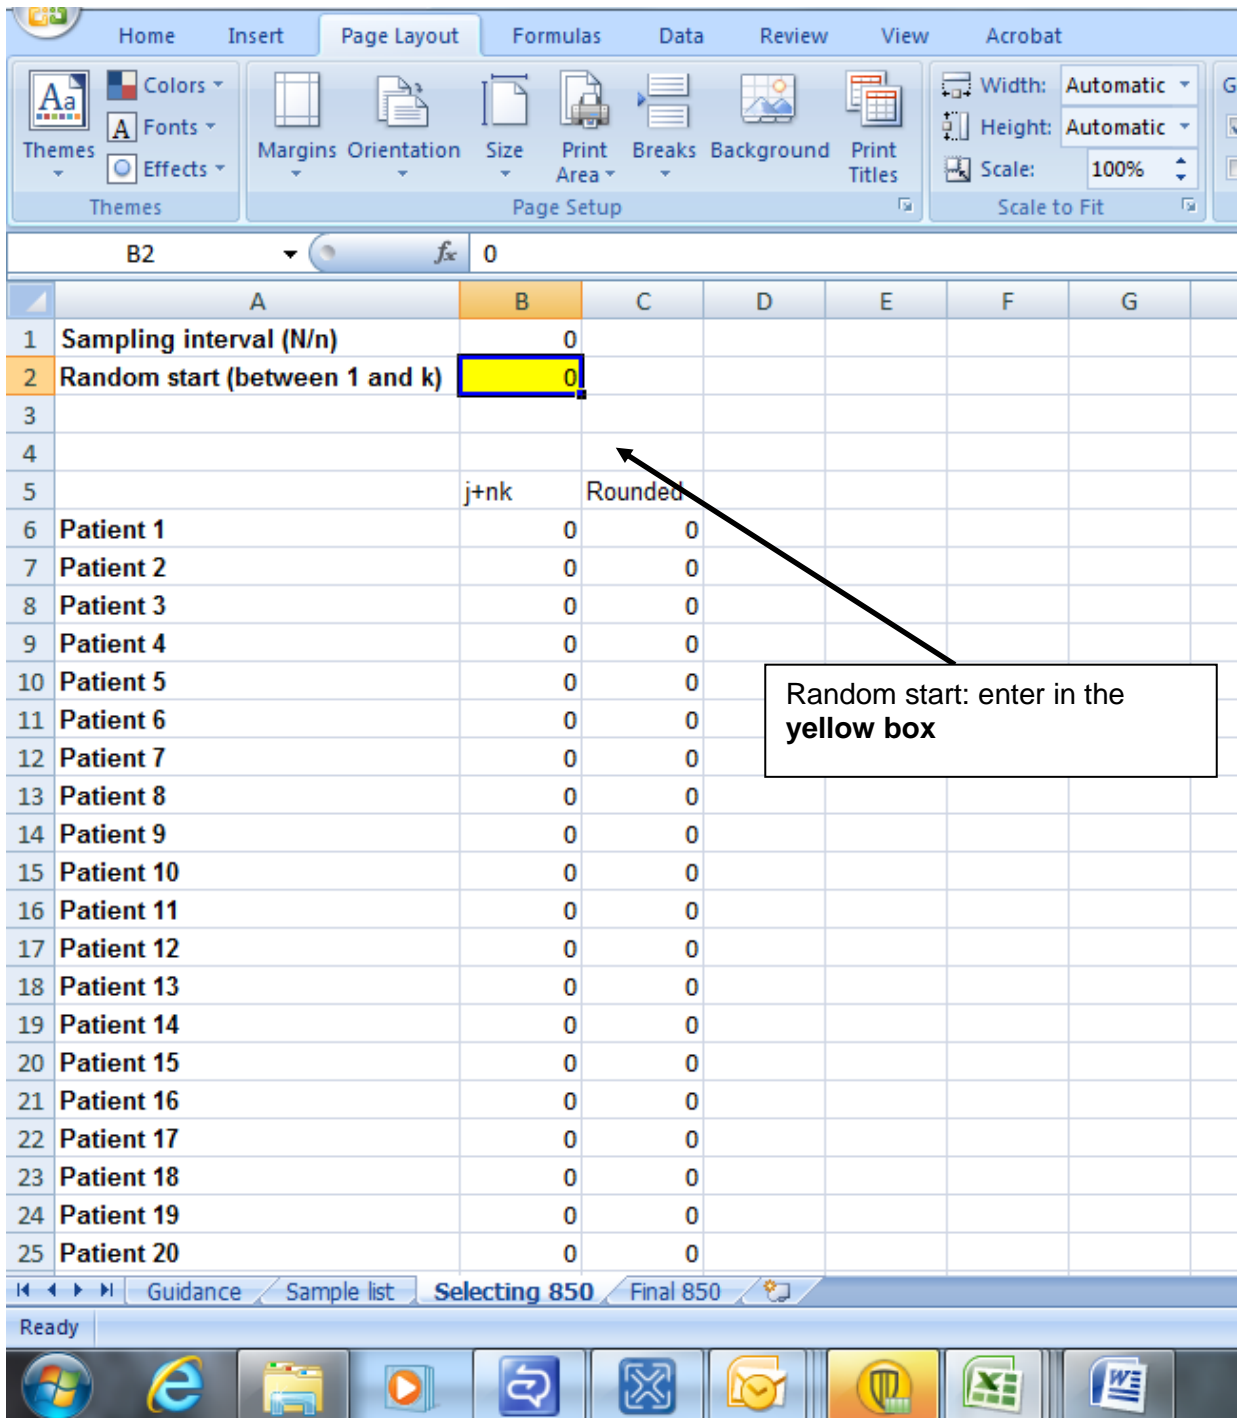 Home Insert Page Layout Formulas Data Review View Acrobat
Aa Colors Width: Automatic G
A Fonts Height: Automatic
Themes Effects Margins Orientation Size Print Area Breaks Background Print Titles Scale: 100%
Themes Page Setup Scale to Fit
B2 fx 0
A B C D E F G
1 Sampling interval (N/n) 0
2 Random start (between 1 and k) 0
3
4
5 j+nk Rounded
6 Patient 1 0 0
7 Patient 2 0 0
8 Patient 3 0 0
9 Patient 4 0 0
10 Patient 5 0 0
11 Patient 6 0 0
12 Patient 7 0 0
13 Patient 8 0 0
14 Patient 9 0 0
15 Patient 10 0 0
16 Patient 11 0 0
17 Patient 12 0 0
18 Patient 13 0 0
19 Patient 14 0 0
20 Patient 15 0 0
21 Patient 16 0 0
22 Patient 17 0 0
23 Patient 18 0 0
24 Patient 19 0 0
25 Patient 20 0 0
Random start: enter in the
yellow box
Guidance Sample list Selecting 850 Final 850
Ready